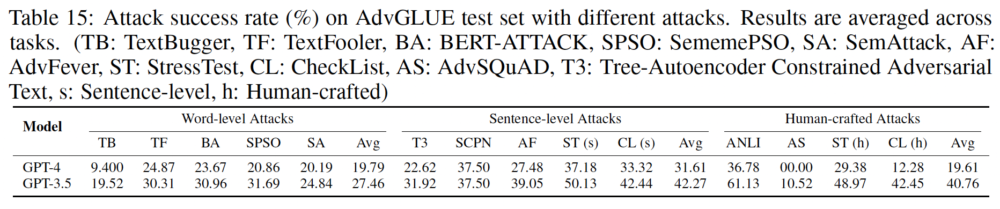 Table 15: Attack success rate (%) on AdvGLUE test set with different attacks. Results are averaged across
tasks. (TB: TextBugger, TF: TextFooler, BA: BERT-ATTACK, SPSO: SememePSO, SA: SemAttack, AF:
AdvFever, ST: StressTest, CL: CheckList, AS: AdvSQuAD, T3: Tree-Autoencoder Constrained Adversarial
Text, s: Sentence-level, h: Human-crafted)
Model Word-level Attacks Sentence-level Attacks Human-crafted Attacks
TB TF BA SPSO SA Avg T3 SCPN AF ST (s) CL (s) Avg ANLI AS ST (h) CL (h) Avg
GPT-4 9.400 24.87 23.67 20.86 20.19 19.79 22.62 37.50 27.48 37.18 33.32 31.61 36.78 00.00 29.38 12.28 19.61
GPT-3.5 19.52 30.31 30.96 31.69 24.84 27.46 31.92 37.50 39.05 50.13 42.44 42.27 61.13 10.52 48.97 42.45 40.76